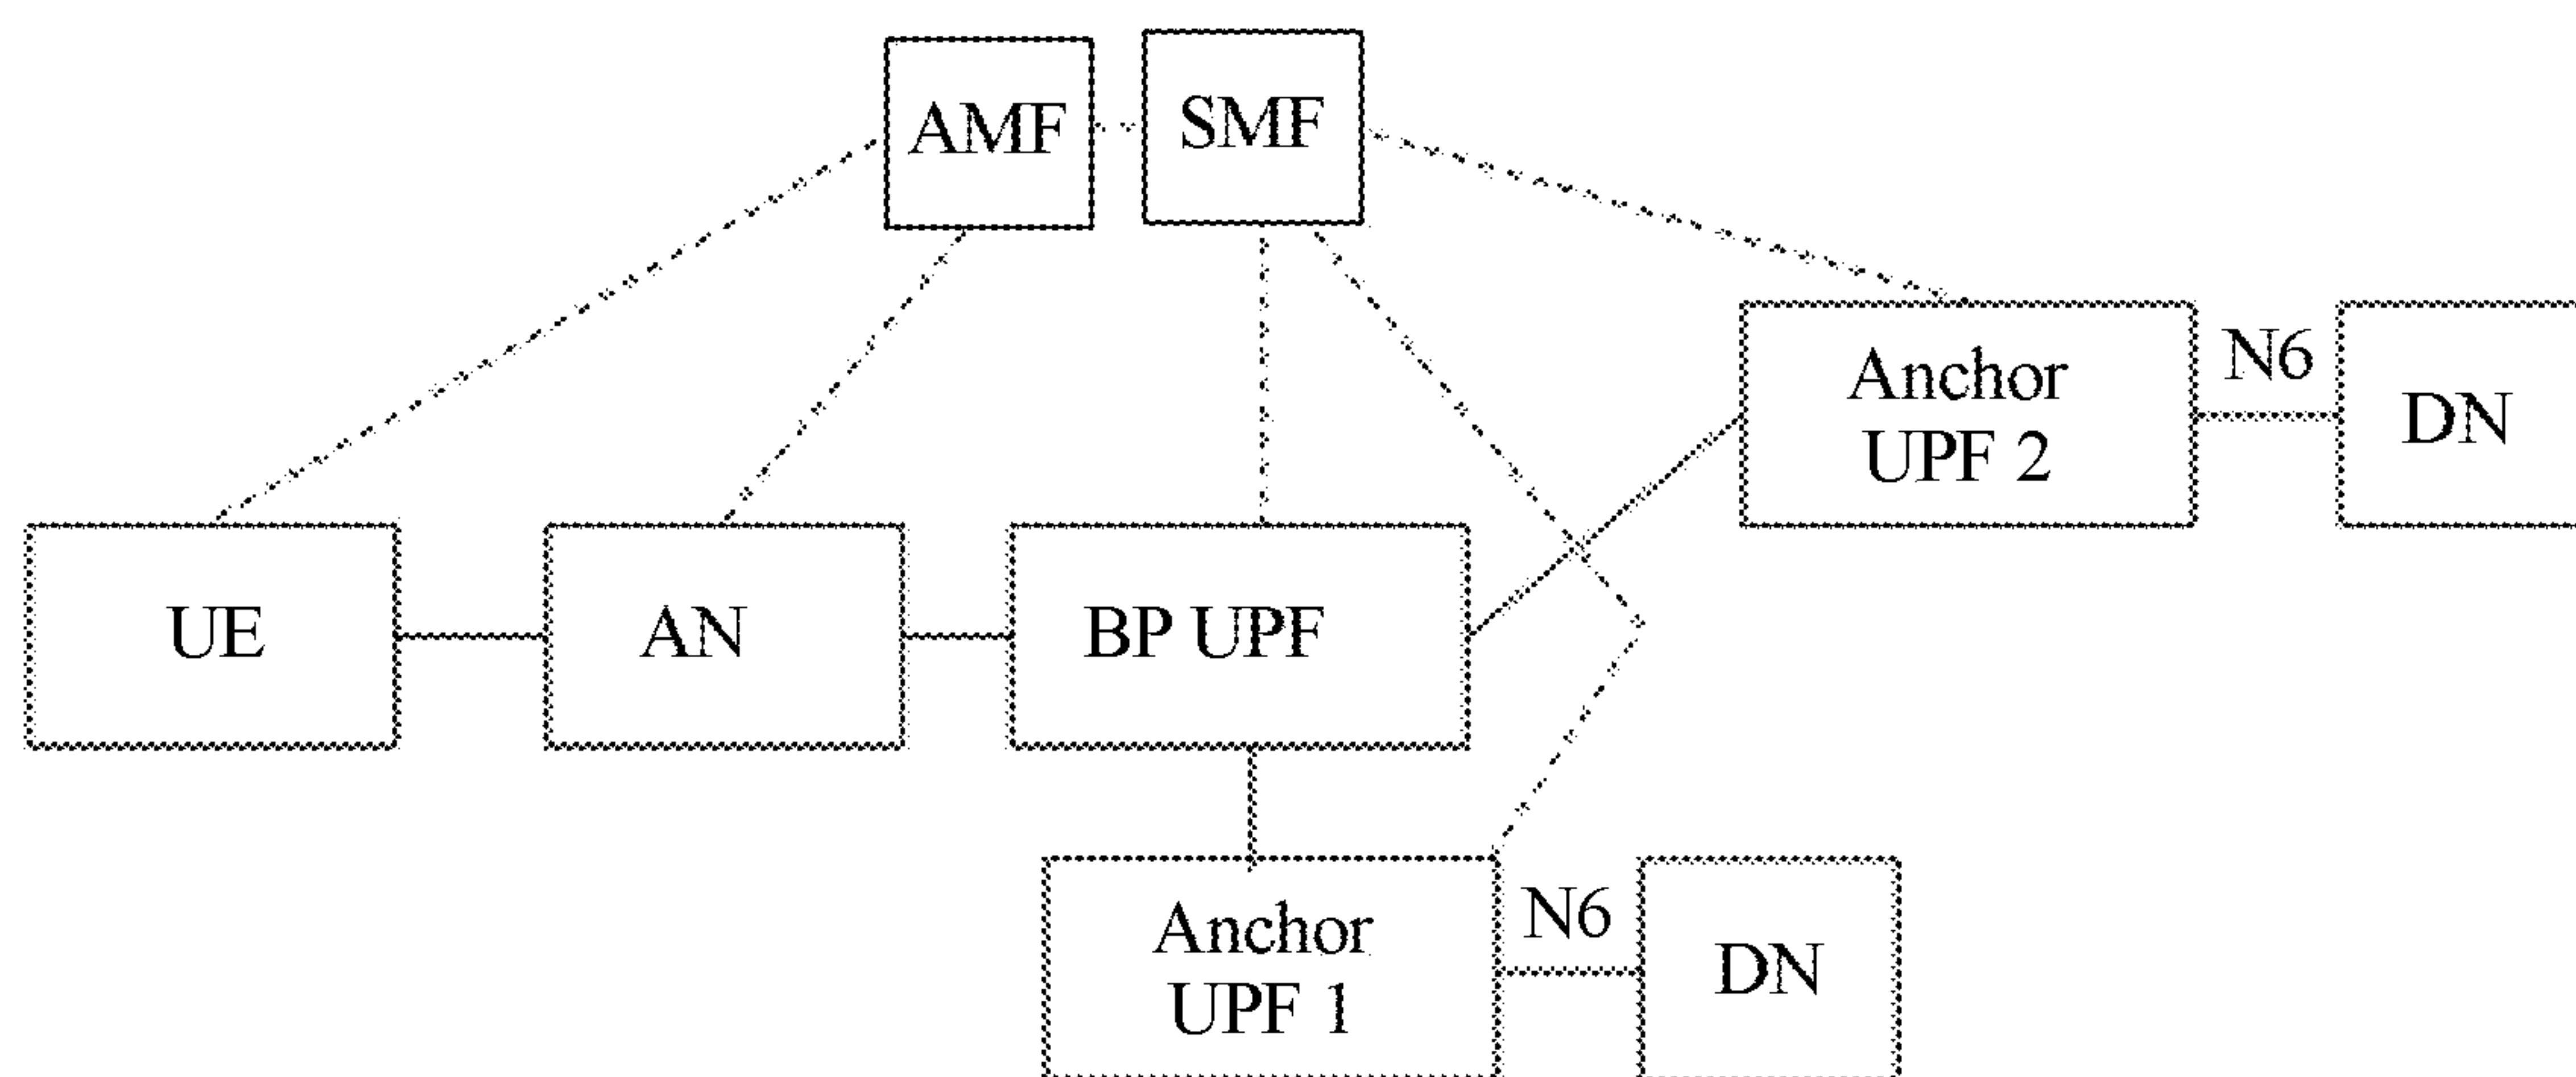 AMF
SMF
Anchor
UPF 2
N6
DN
UE
AN
BP UPF
Anchor
UPF 1
N6
DN